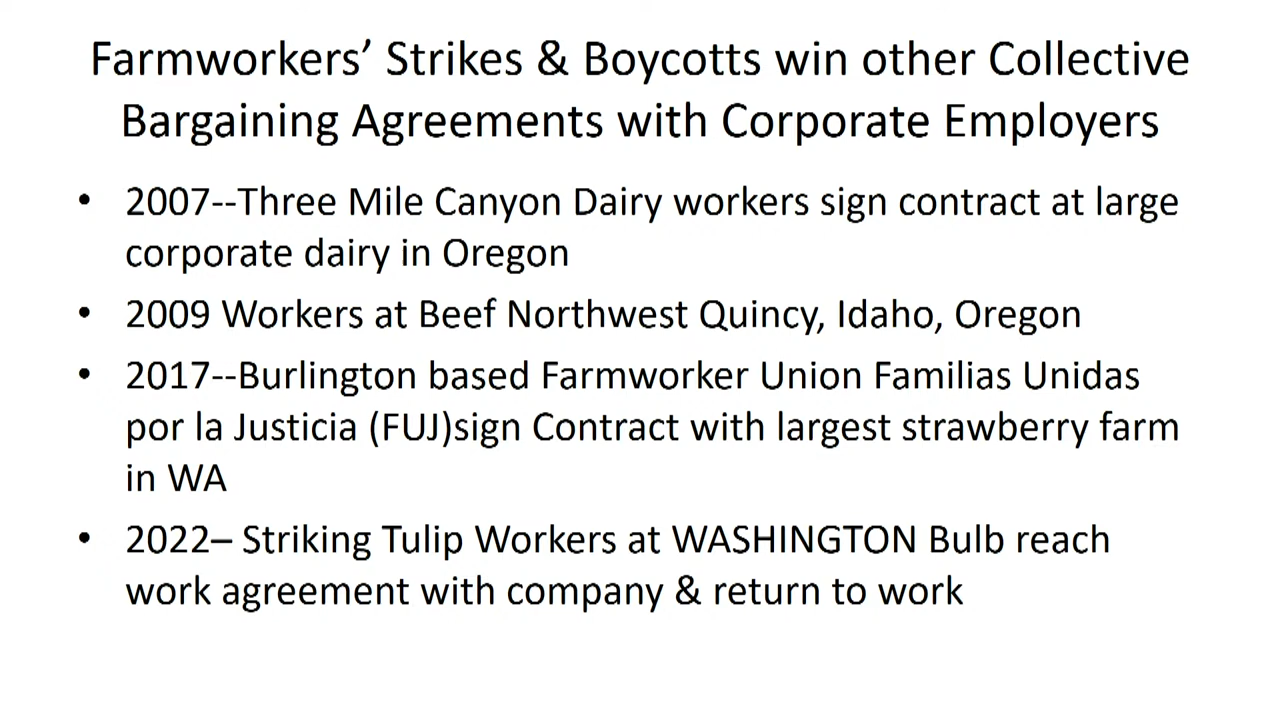 Farmworkers’ Strikes & Boycotts win other Collective
Bargaining Agreements with Corporate Employers
• 2007--Three Mile Canyon Dairy workers sign contract at large
corporate dairy in Oregon
• 2009 Workers at Beef Northwest Quincy, Idaho, Oregon
• 2017--Burlington based Farmworker Union Familias Unidas
por la Justicia (FUJ)sign Contract with largest strawberry farm
in WA
• 2022– Striking Tulip Workers at WASHINGTON Bulb reach
work agreement with company & return to work